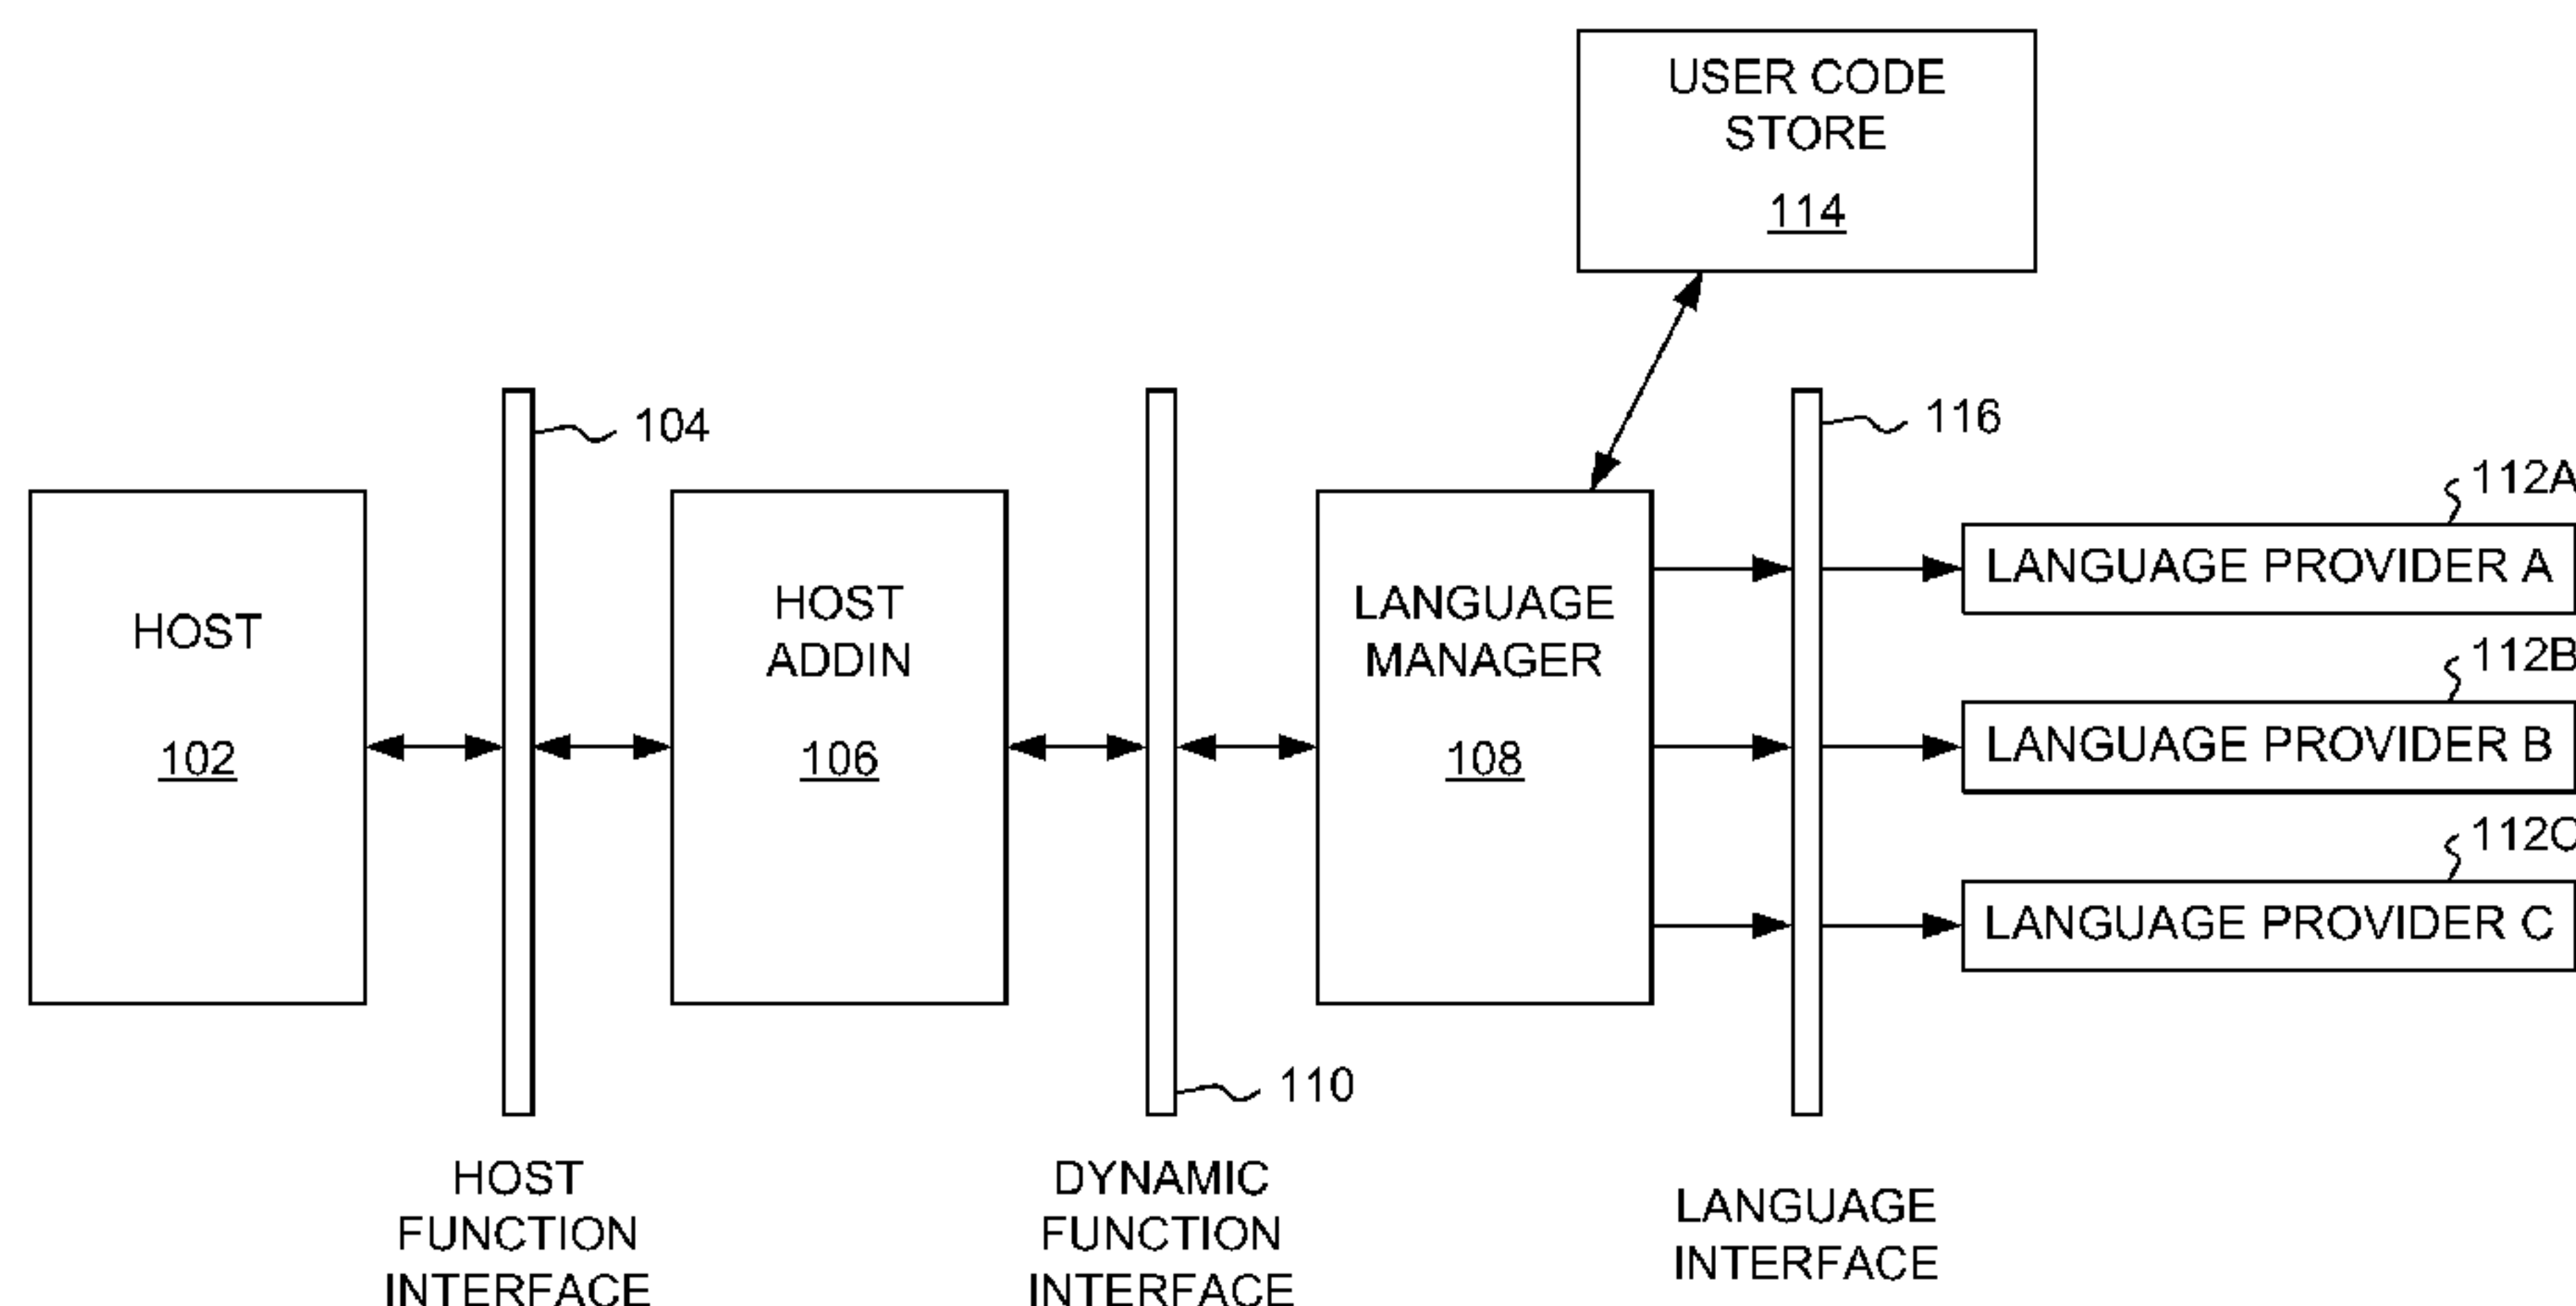 USER CODE
STORE
114
104
116
112A
HOST
102
HOST
ADDIN
106
LANGUAGE
MANAGER
108
LANGUAGE PROVIDER A
112B
LANGUAGE PROVIDER B
112C
LANGUAGE PROVIDER C
110
HOST
FUNCTION
INTERFACE
DYNAMIC
FUNCTION
INTERFACE
LANGUAGE
INTERFACE